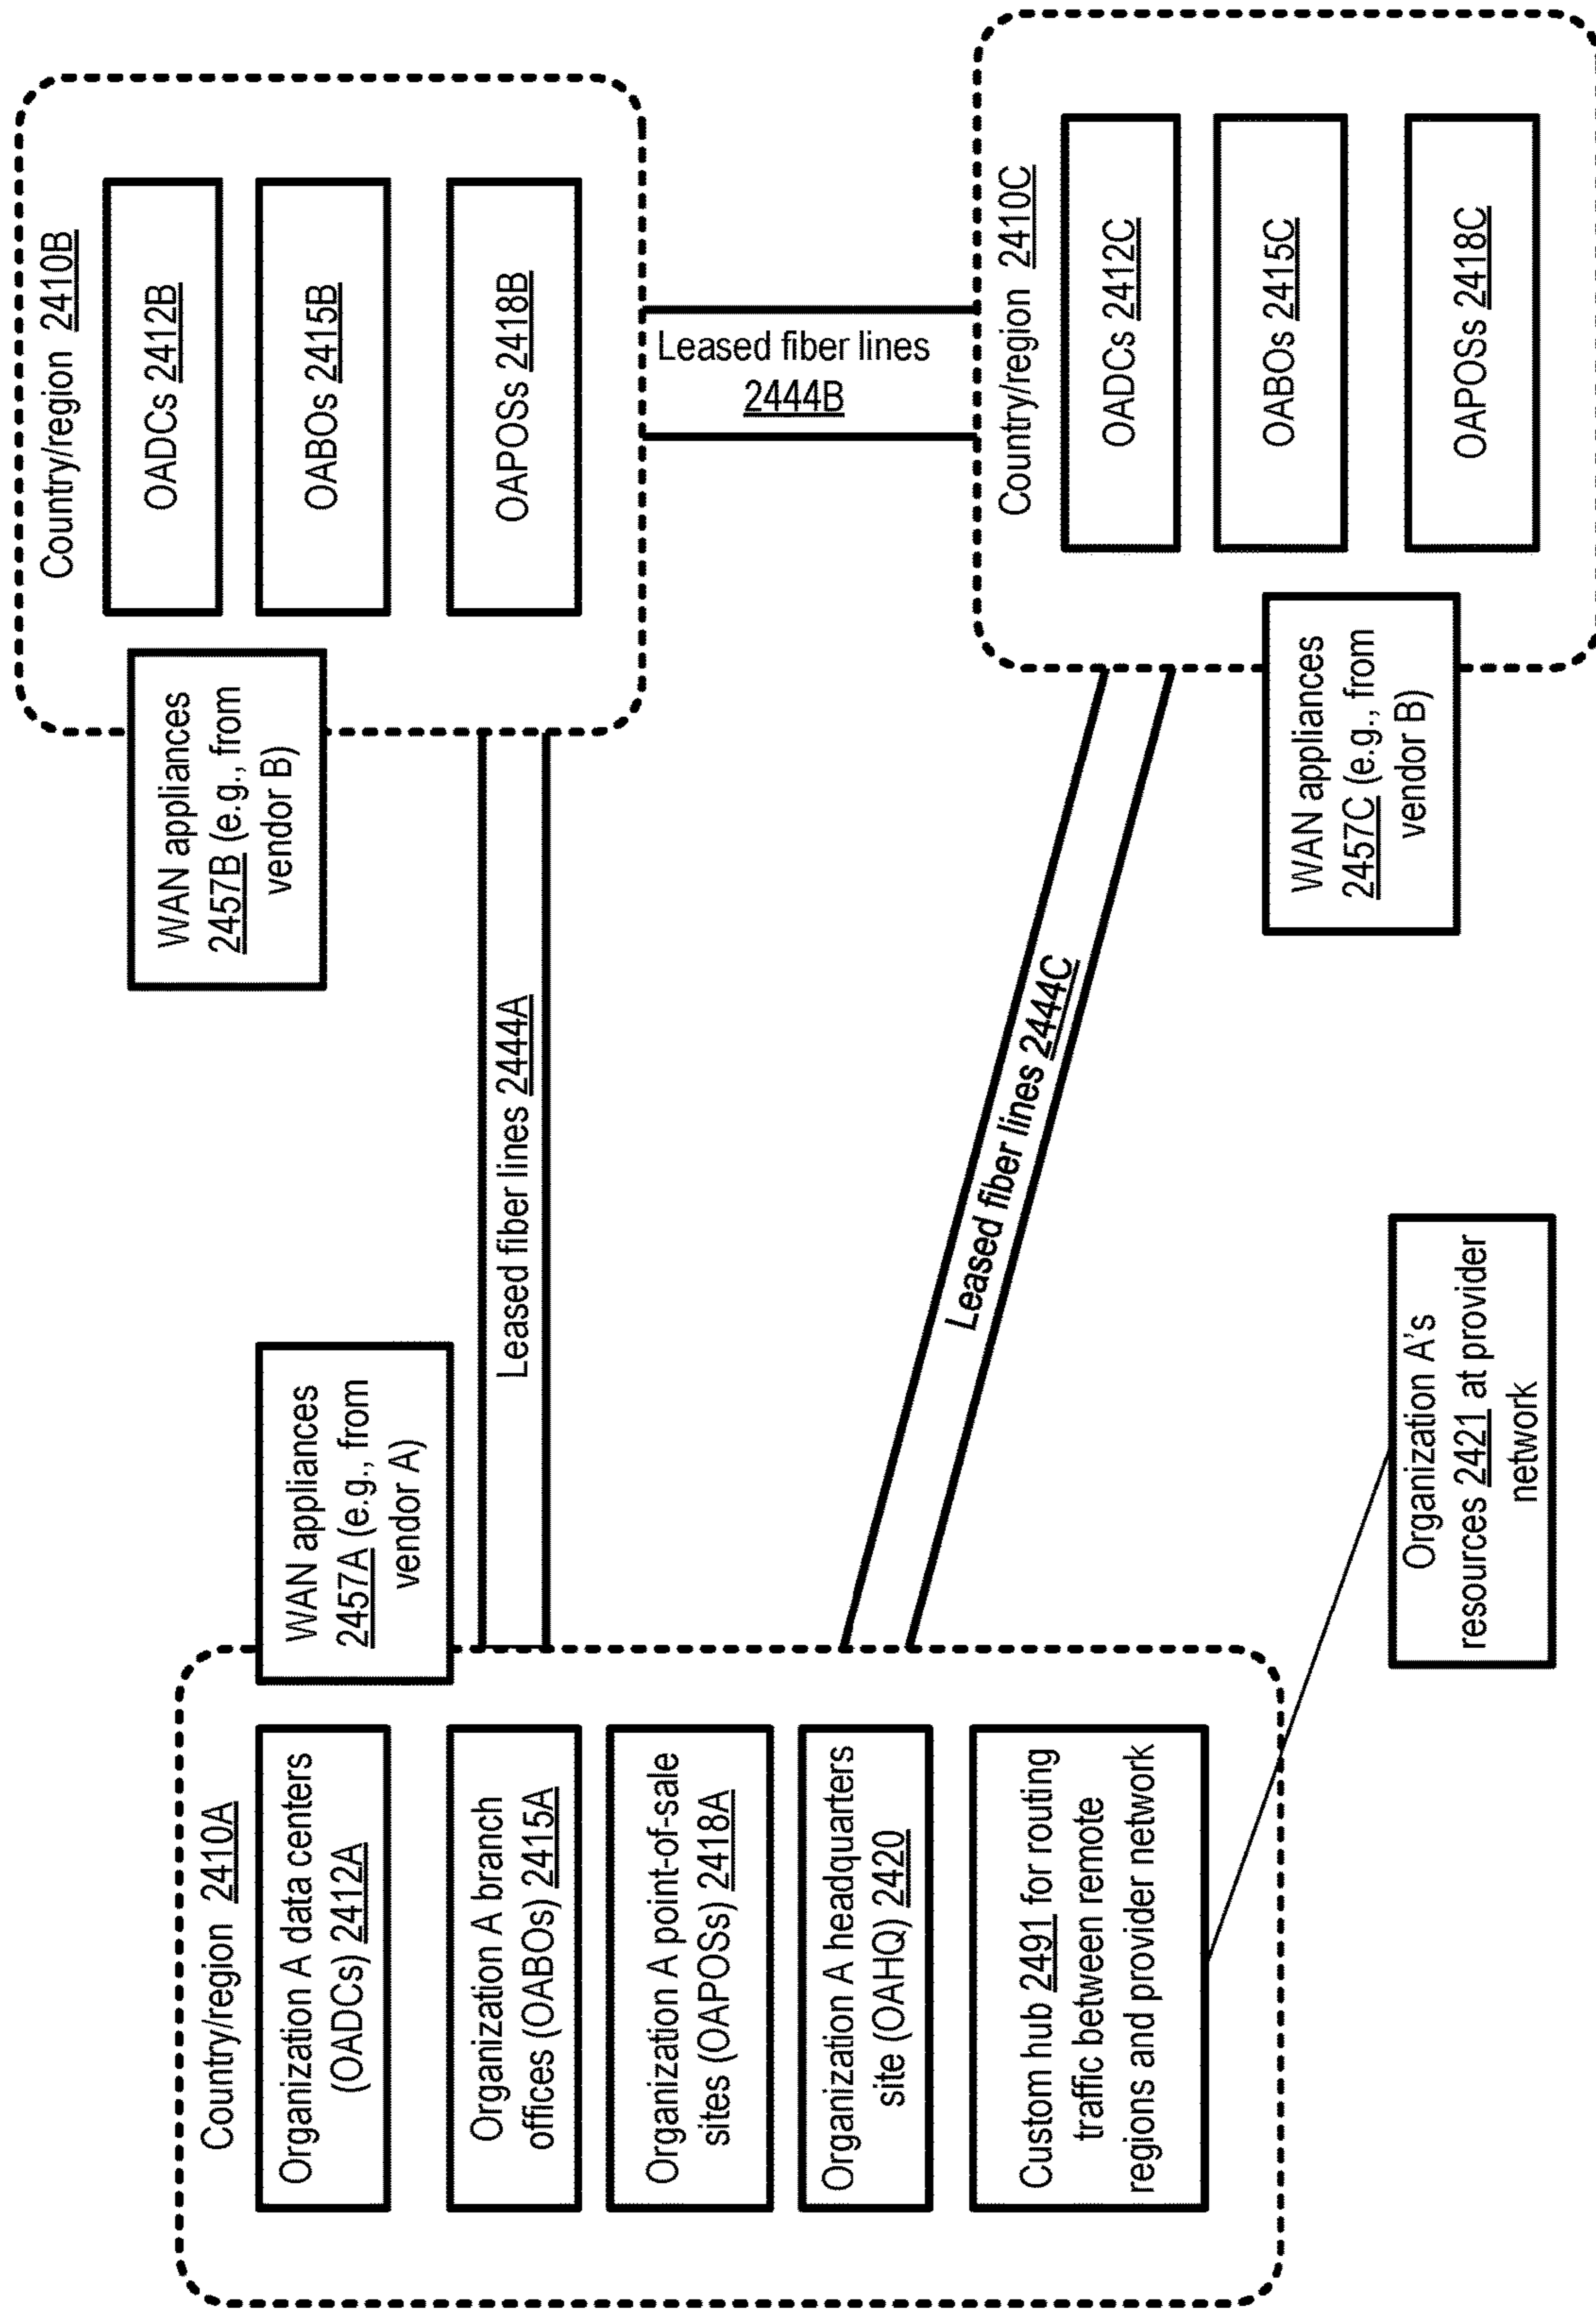 Country/region 2410A
Organization A data centers
(OADCs) 2412A
Organization A branch
offices (OABOs) 2415A
Organization A point-of-sale
sites (OAPOSs) 2418A
Organization A headquarters
site (OAHQ) 2420
Custom hub 2491 for routing
traffic between remote
regions and provider network
WAN appliances
2457A (e.g., from
vendor A)
Leased fiber lines 2444A
Leased fiber lines 2444C
Organization A's
resources 2421 at provider
network
WAN appliances
2457B (e.g., from
vendor B)
Country/region 2410B
OADCs 2412B
OABOs 2415B
OAPOSs 2418B
Leased fiber lines
2444B
Country/region 2410C
OADCs 2412C
OABOs 2415C
OAPOSs 2418C
WAN appliances
2457C (e.g., from
vendor B)